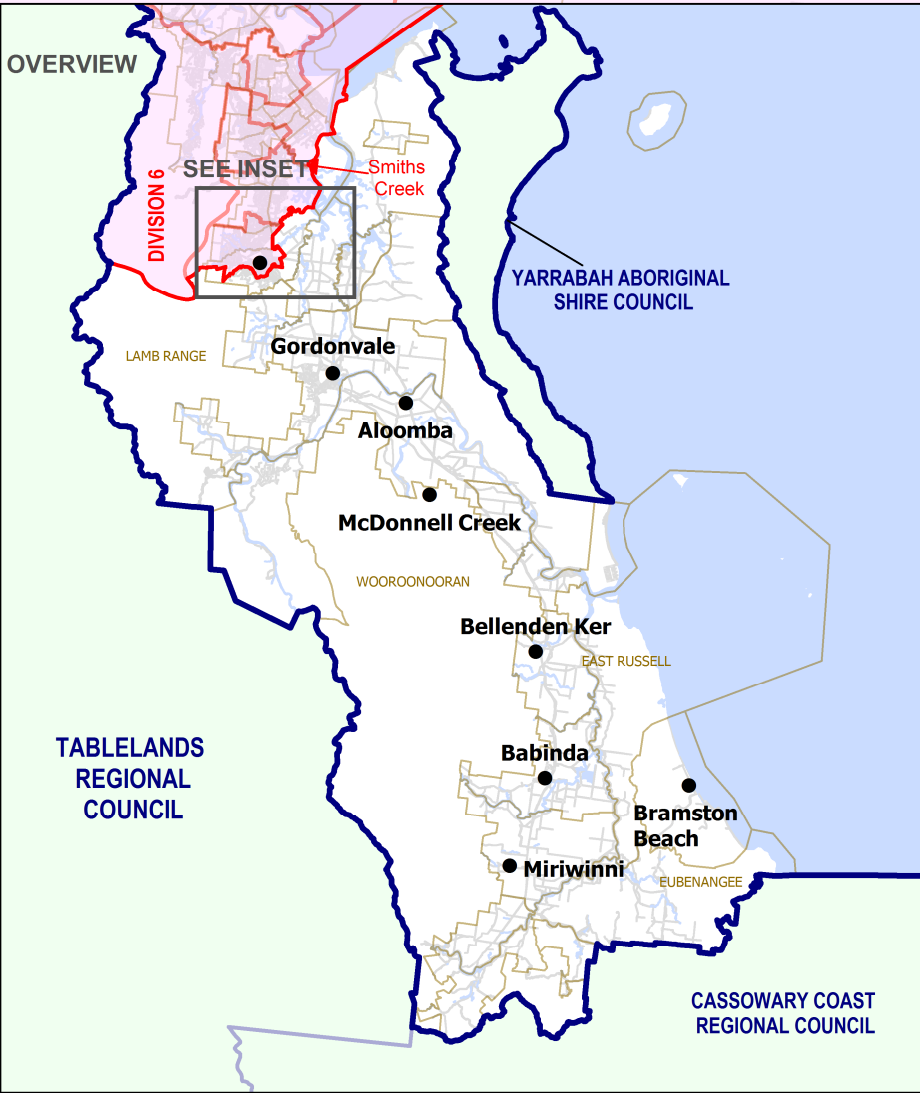 OVERVIEW
SEE INSET
Smiths
Creek
DIVISION 6
YARRABAH ABORIGINAL
SHIRE COUNCIL
Gordonvale
LAMB RANGE
Aloomba
McDonnell Creek
WOOROONOORAN
Bellenden Ker
EAST RUSSELL
TABLELANDS
REGIONAL
COUNCIL
Babinda
Bramston
Beach
Miriwinni
EUBENANGEE
CASSOWARY COAST
REGIONAL COUNCIL